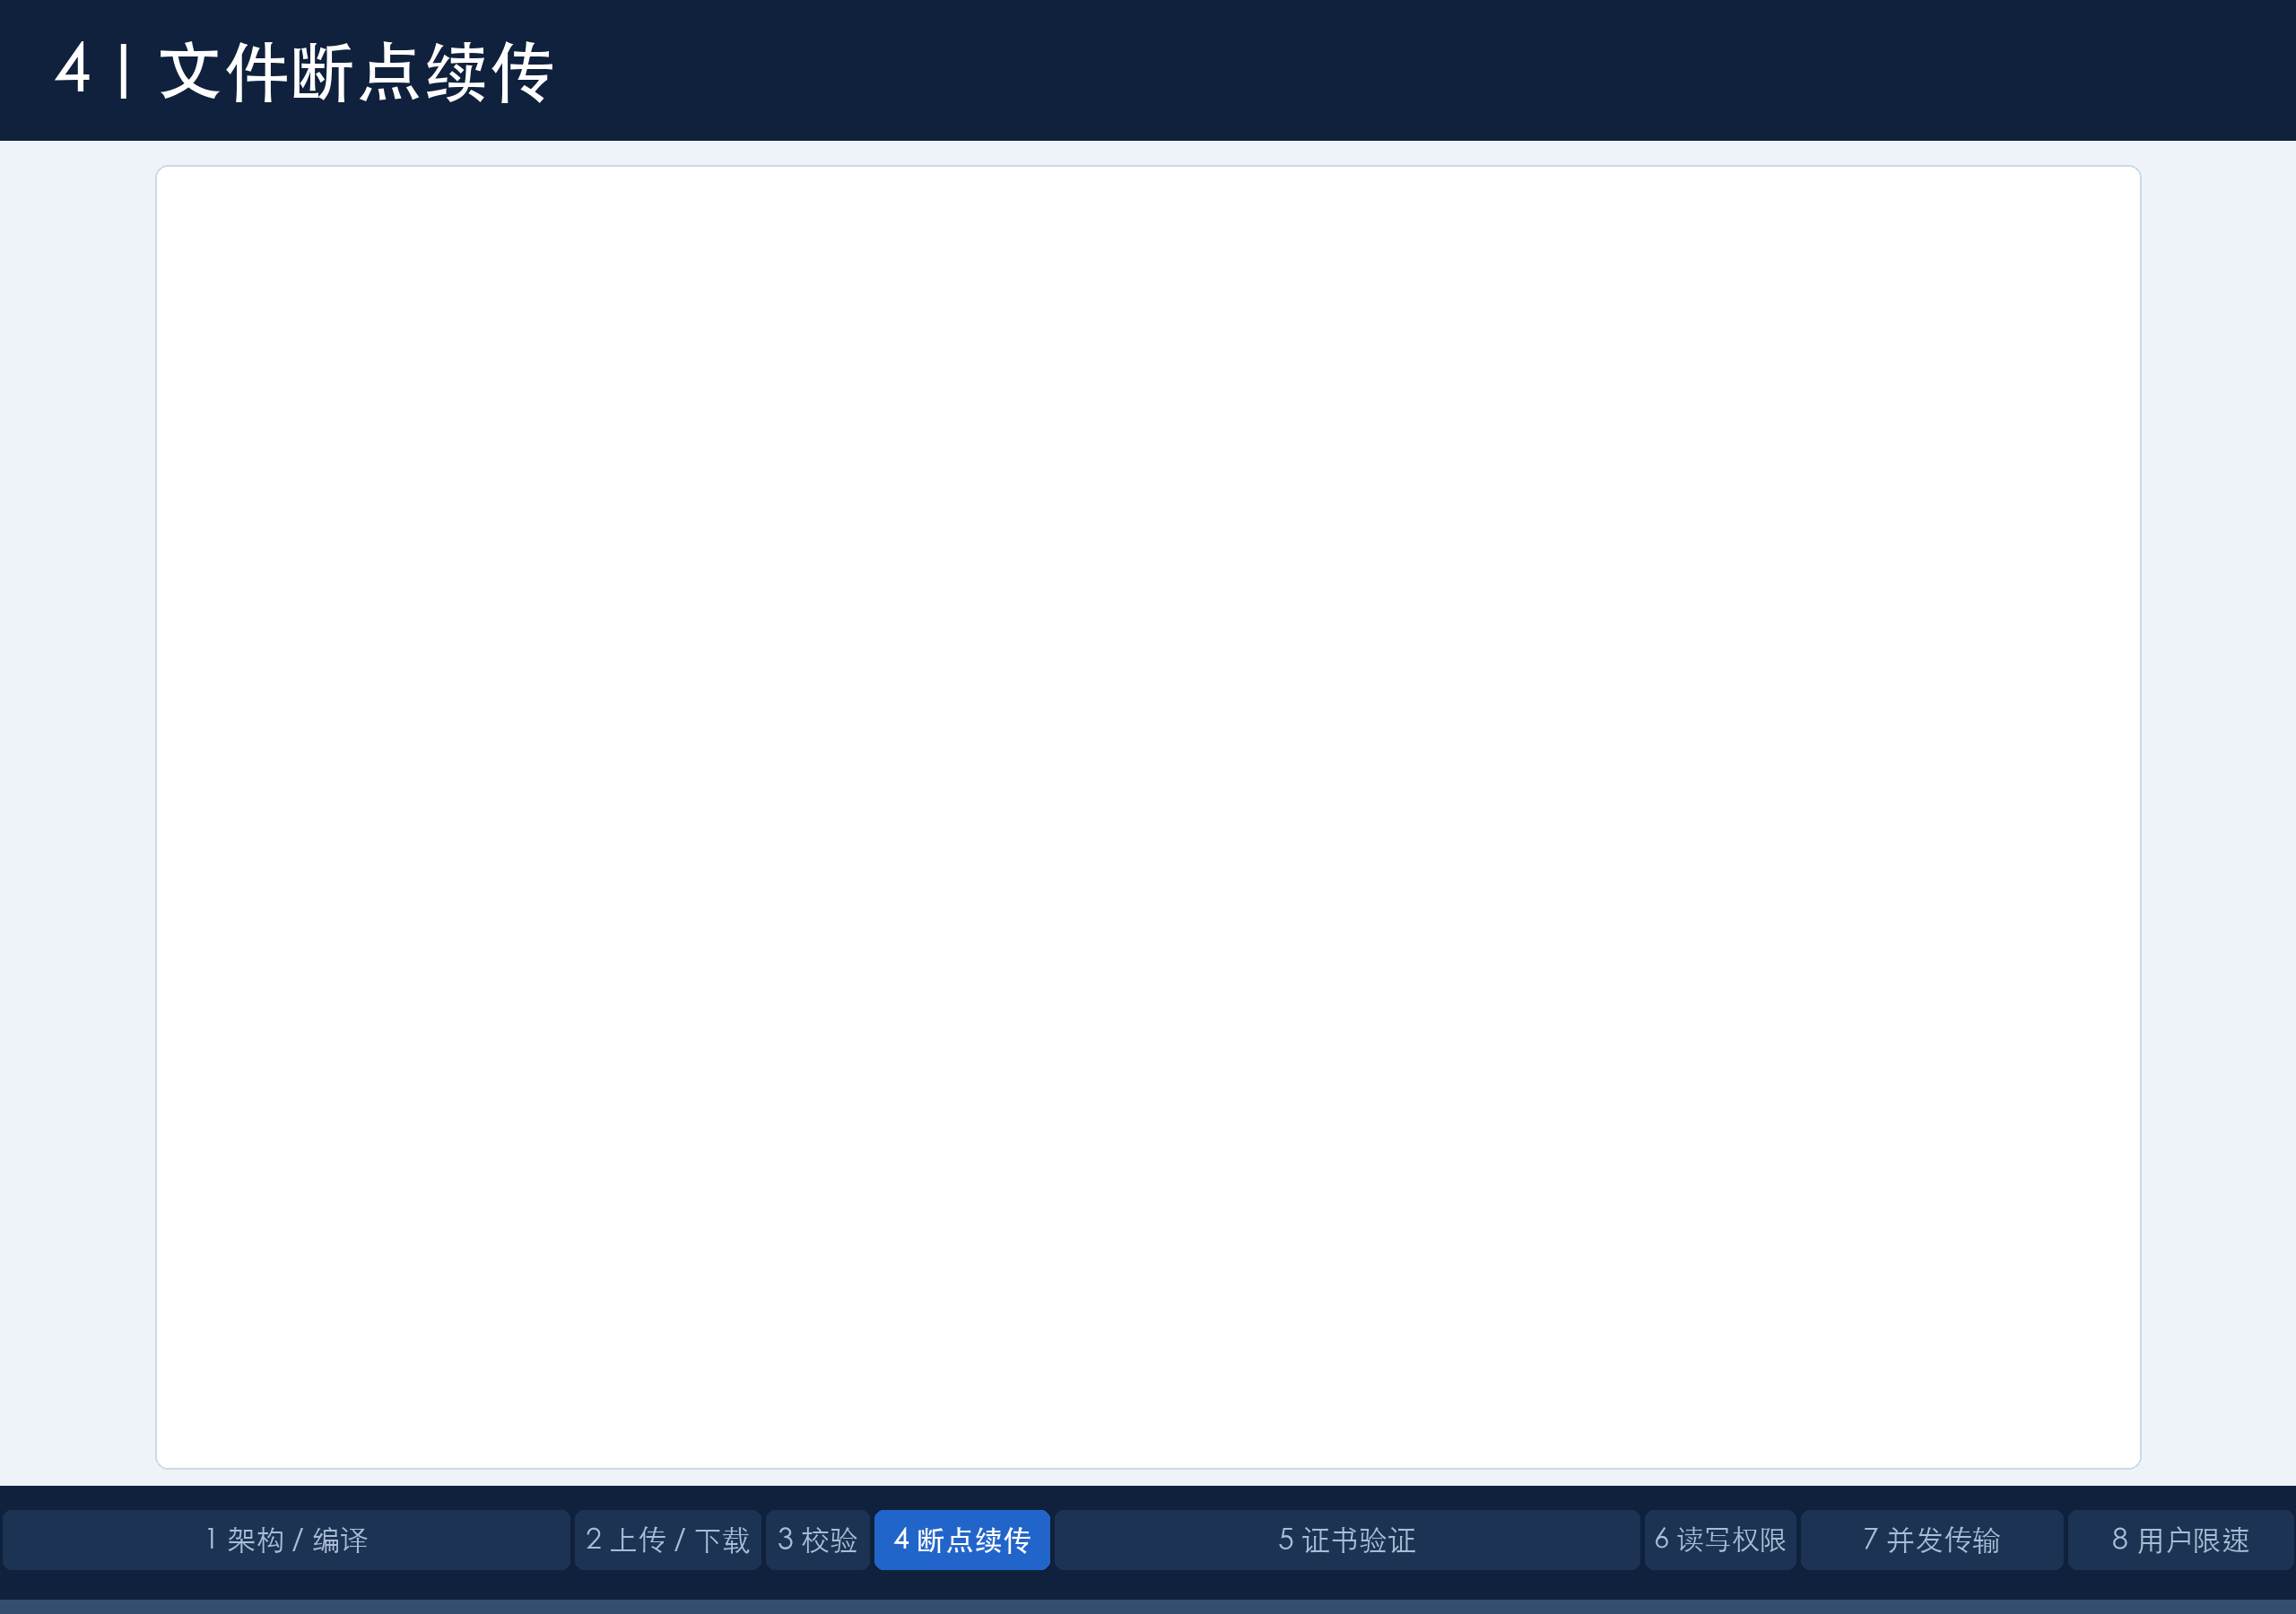 4 | 文件断点续传
1 架构 / 编译
2 上传 / 下载
3 校验
4 断点续传
5 证书验证
6 读写权限
7 并发传输
8 用户限速